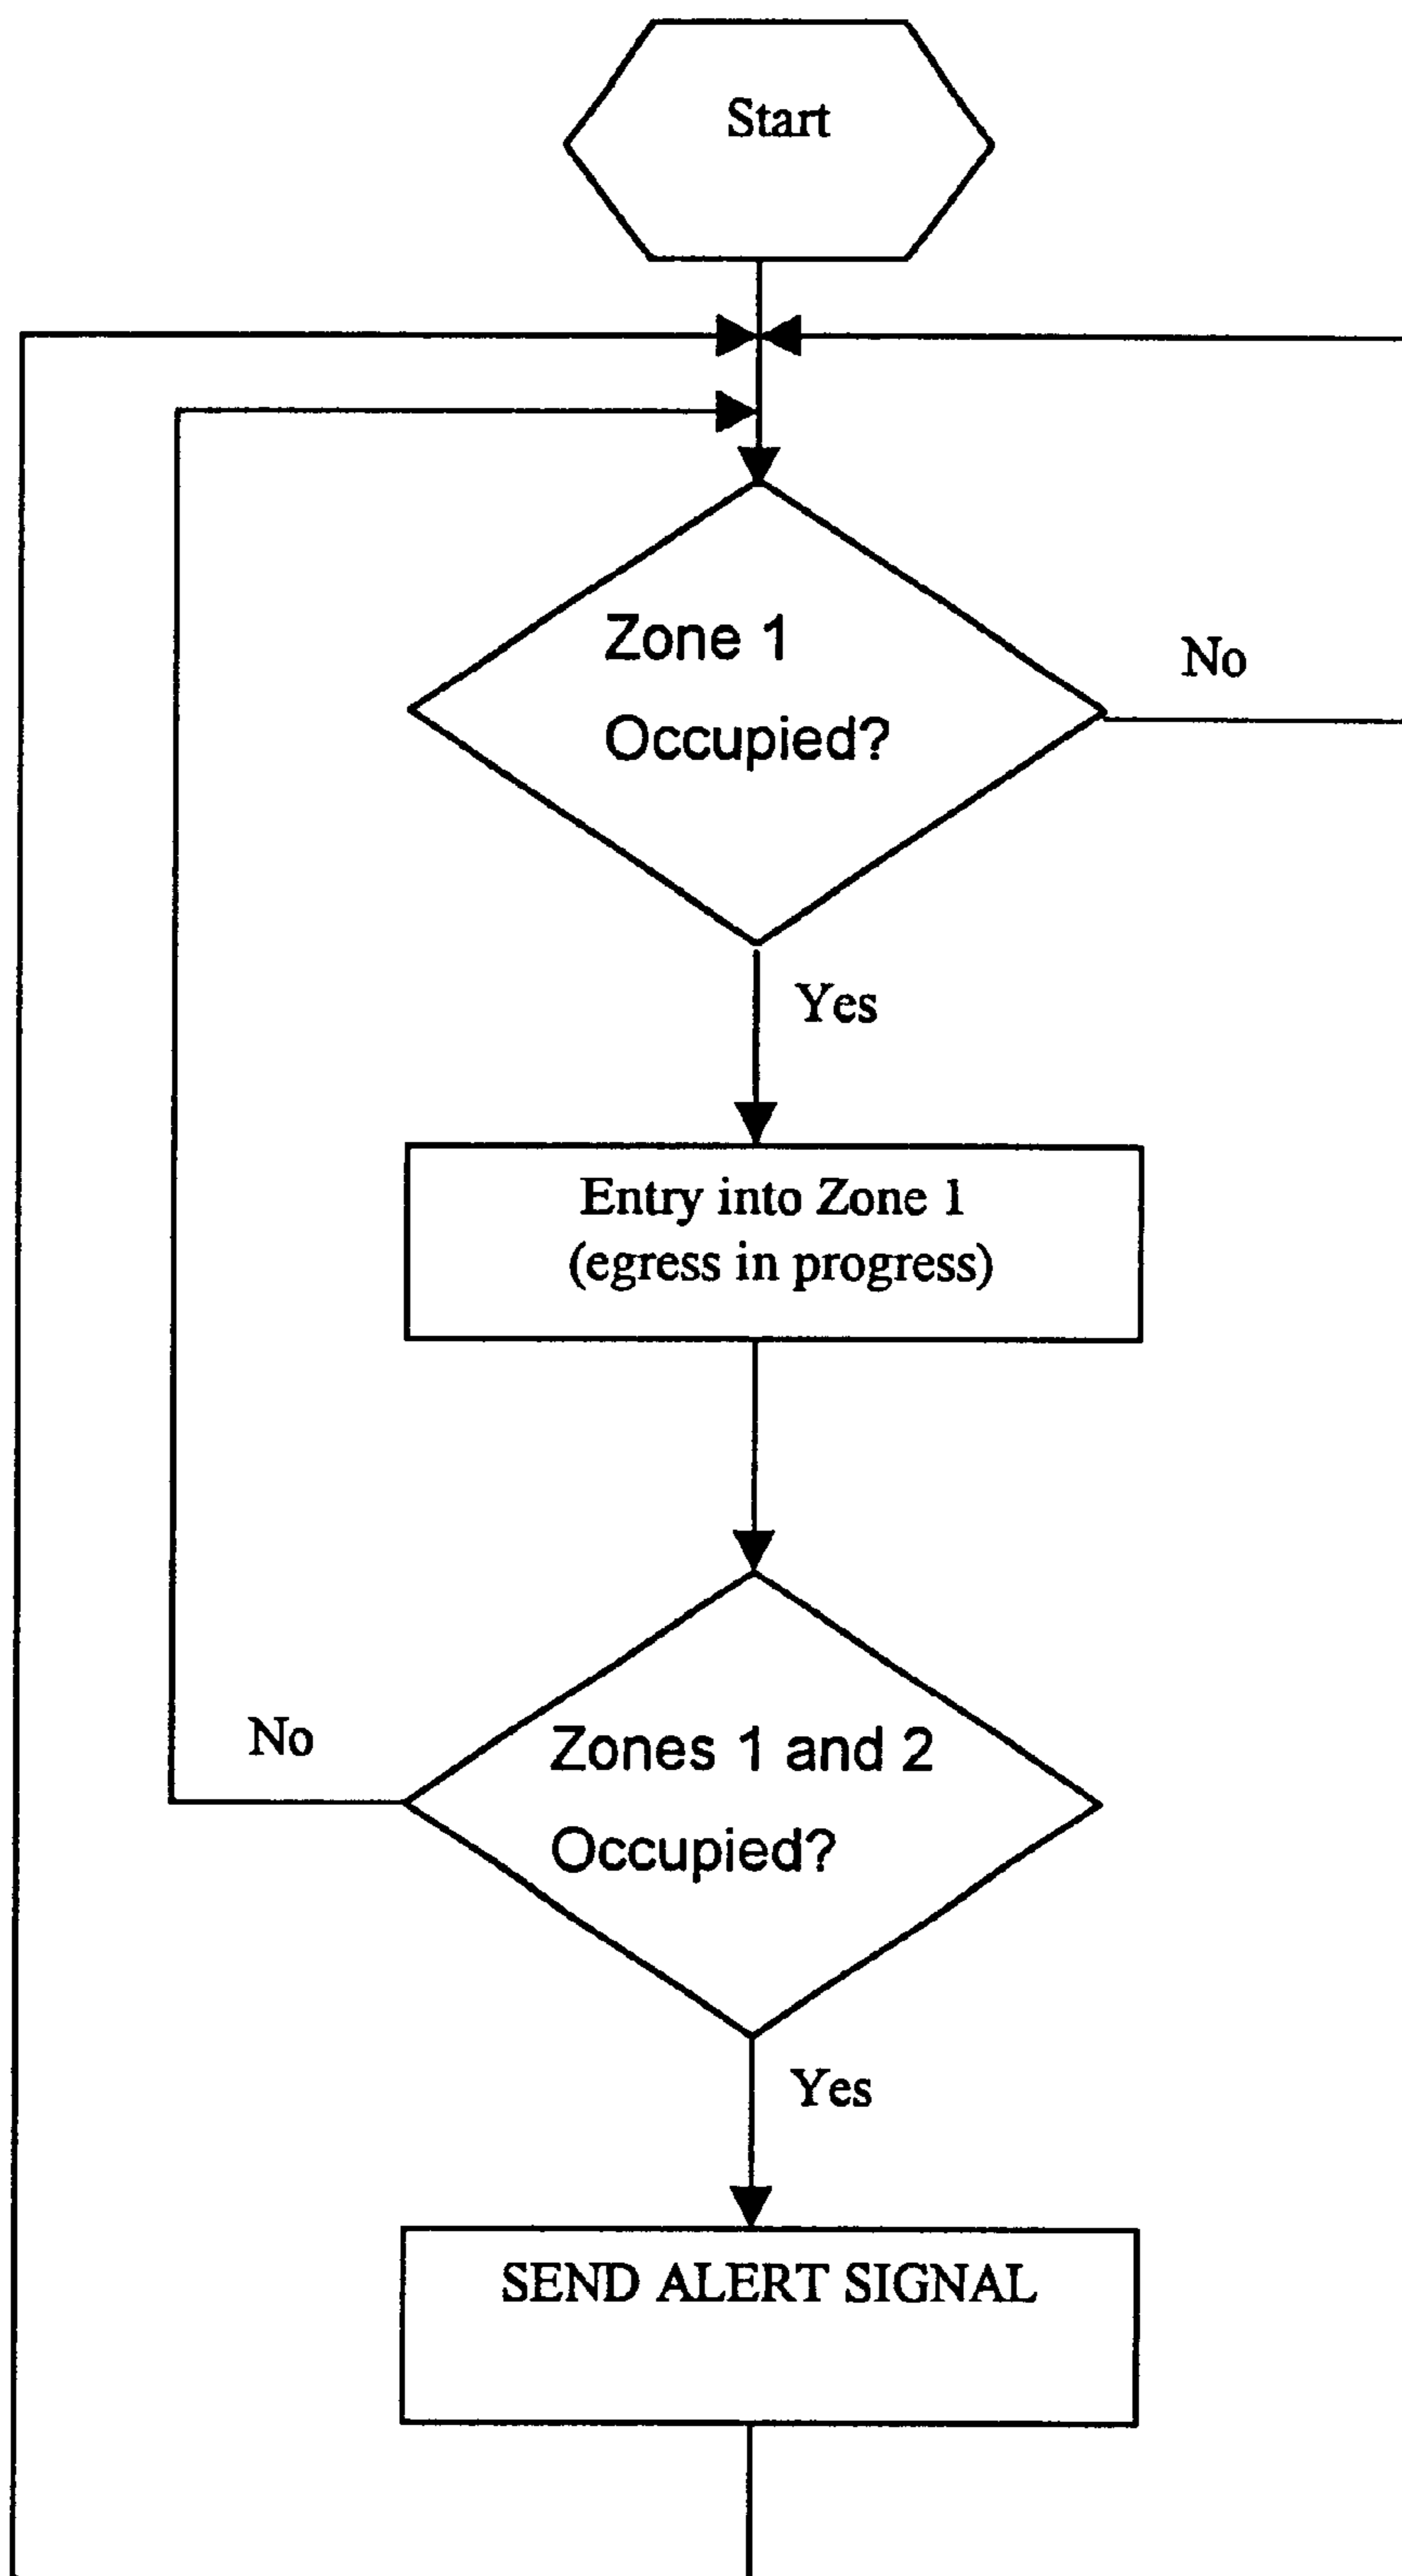 Start
Zone 1
Occupied?
No
Yes
Entry into Zone 1
(egress in progress)
Zones 1 and 2
Occupied?
No
Yes
SEND ALERT SIGNAL